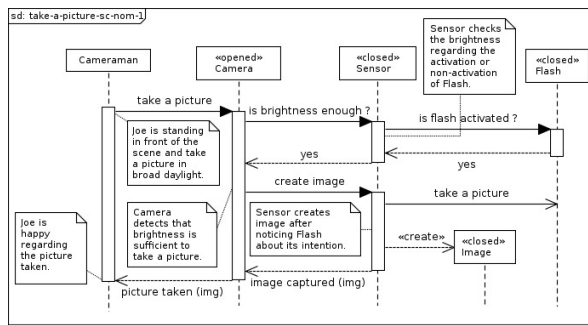 sd: take-a-picture-sc-nom-1
Cameraman
«opened»
Camera
«closed»
Sensor
Sensor checks
the brightness
regarding the
activation or
non-activation
of Flash.
«closed»
Flash
take a picture
is brightness enough ?
is flash activated ?
Joe is standing
in front of the
scene and take
a picture in
broad daylight.
yes
yes
create image
take a picture
Joe is
happy
regarding
the picture
taken.
Camera
detects that
brightness is
sufficient to
take a picture.
Sensor creates
image after
noticing Flash
about its intention.
«create»
«closed»
Image
picture taken (img)
image captured (img)